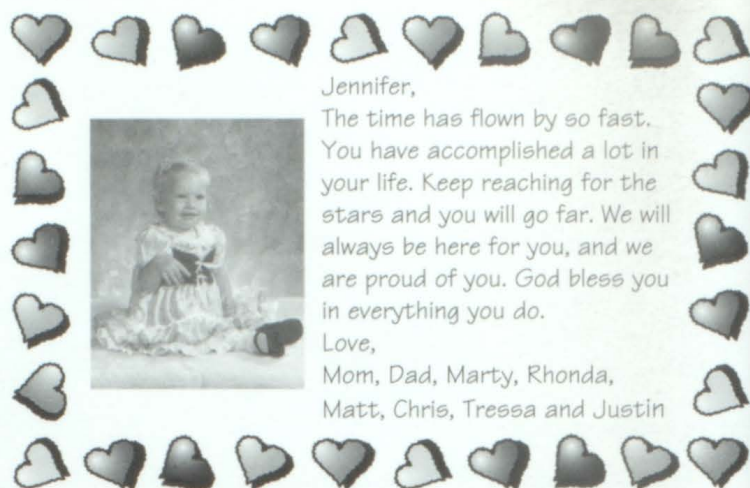 Jennifer,
The time has flown by so fast.
You have accomplished a lot in
your life. Keep reaching for the
stars and you will go far. We will
always be here for you, and we
are proud of you. God bless you
in everything you do.
Love,
Mom, Dad, Marty, Rhonda,
Matt, Chris, Tressa and Justin